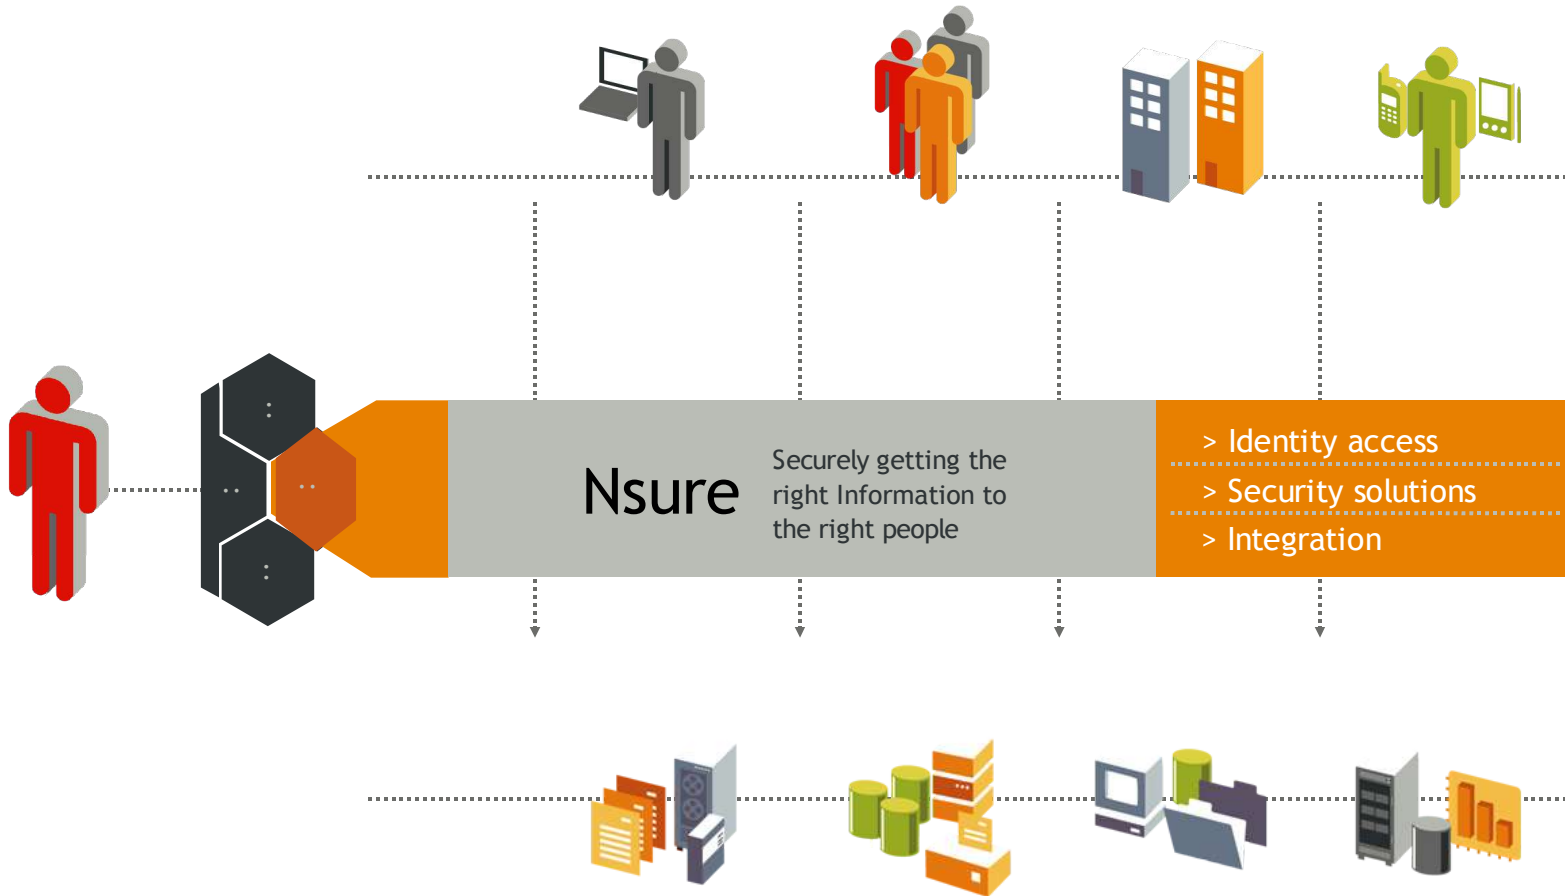 Nsure
Securely getting the
right Information to
the right people
> Identity access
> Security solutions
> Integration